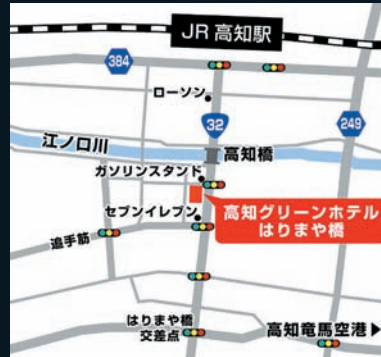 JR 高知駅
384
ローソン
32
249
江ノ口川
高知橋
ガソリンスタンド
セブンイレブン
高知グリーンホテル
はりまや橋
追手筋
はりまや橋
交差点
高知竜馬空港▶